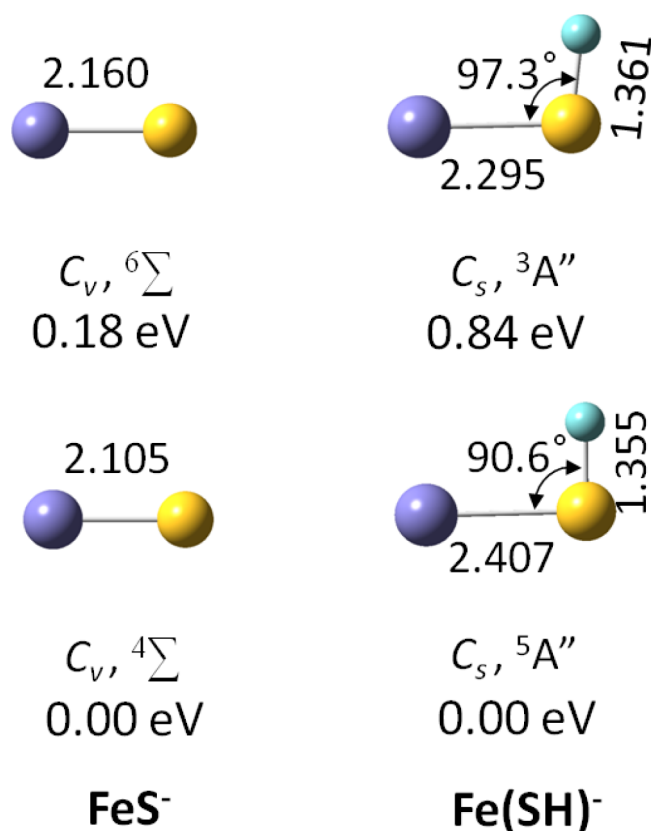 2.160
C_v, ⁶∑
0.18 eV
97.3°
1.361
2.295
C_s, ³A”
0.84 eV
2.105
C_v, ⁴∑
0.00 eV
FeS⁻
90.6°
1.355
2.407
C_s, ⁵A”
0.00 eV
Fe(SH)⁻